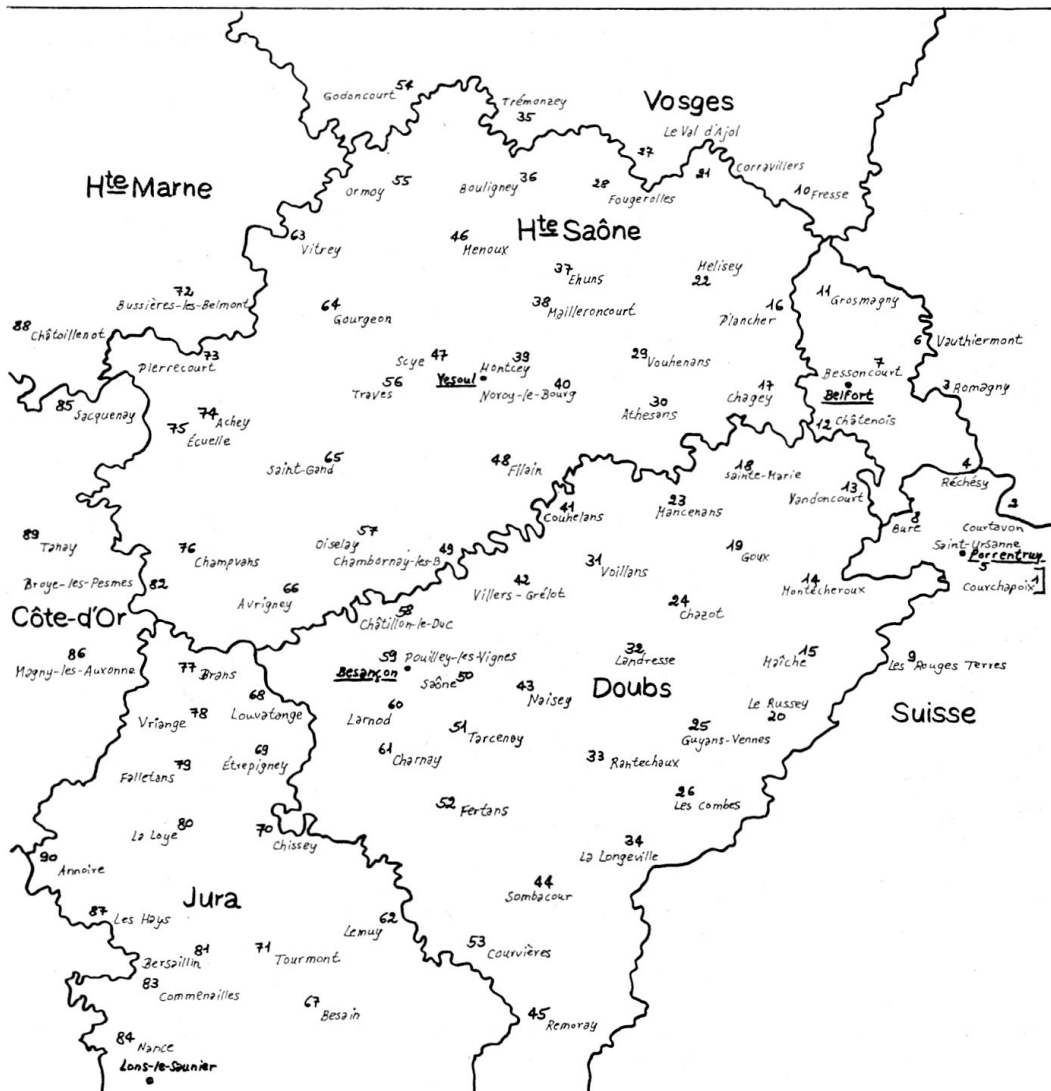 Godoncourt 54
Trémonzey
35
Vosges
Le Val d'Ajol
27
Corravillers
21
Hte Marne
Ormoy 55
Bouligney 36
28
Fougerolles
10 Fresse
Hte Saône
63
Vitrey
46
Menoux
37
Ehuns
Melisey
22
72
Bussières-les-Belmont
64
Gourgeon
38
Mailleroncourt
16
Plancher
11
Grosmagny
88 Châtoillenot
73
Pierrecourt
6
Vauthiermont
Scye 47
39
Montcey
29 Vouhenans
7
Bessoncourt
Vesoul
56
Traves
40
Noroy-le-Bourg
17
Chagey
Belfort
3 Romagny
85
Sacquenay
74 Achey
75 Écuelle
30
Athesans
12 Châtenois
Saint-Gand 65
48 Fllain
18
Sainte-Marie
13
Vandoncourt
4
Réchésy
2
Courtavon
41
Couhelans
23
Mancenans
8
Bure
89
Tanay
76
Champvans
57
Oiselay
Chambornay-les-B. 49
19
Goux
Saint-Ursanne
Porrentruy
5
Courchapoix 1
31
Voillans
Broye-les-Pesmes 82
Avrigney 66
42
Villers-Grélot
14
Montécheroux
Côte-d'Or
58
Châtillon-le-Duc
24
Chazot
86
Magny-les-Auxonne
77 Brans
59 Pouilley-les-Vignes
Besançon
Saône 50
32
Landresse
15
Maîche
9
Les Rouges Terres
68
Louvatange
43
Naisey
Doubs
Le Russey
20
Suisse
Vriange 78
60
Larnod
51 Tarcenay
25
Guyans-Vennes
Falletans 79
69
Étrepigney
61
Charnay
33 Rantechaux
26
Les Combes
52 Fertans
La Loye 80
70
Chissey
34
La Longeville
90
Annoire
44
Sombacour
Jura
87 Les Hays
62
Lemuy
Bersaillin 81
71
Tourmont
53
Courvières
83
Commenailles
67
Besain
45 Remoray
84
Nance
Lons-le-Saunier